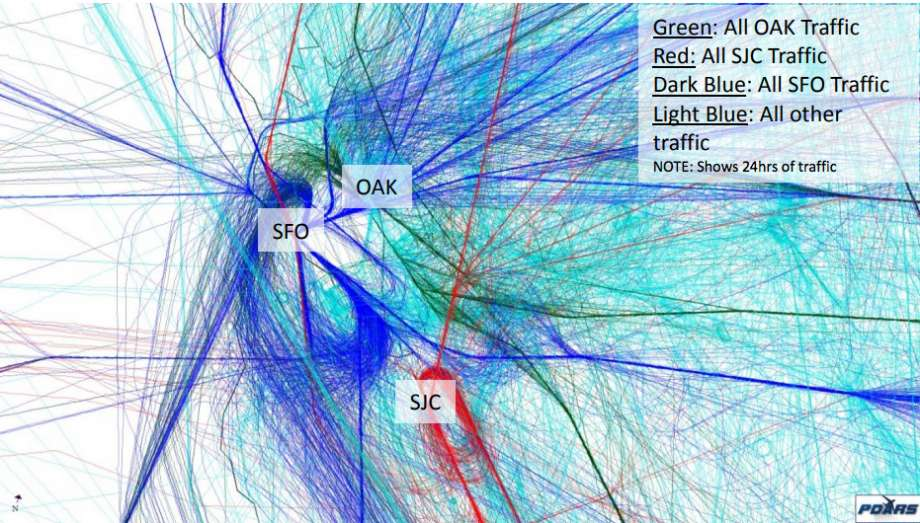 Green: All OAK Traffic
Red: All SJC Traffic
Dark Blue: All SFO Traffic
Light Blue: All other
traffic
NOTE: Shows 24hrs of traffic
OAK
SFO
SJC
N
PDARS